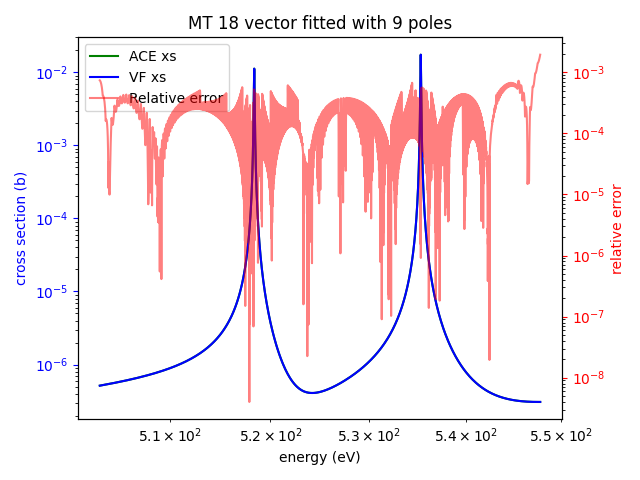 MT 18 vector fitted with 9 poles
ACE xs
VF xs
Relative error
cross section (b)
10⁻²
10⁻³
10⁻⁴
10⁻⁵
10⁻⁶
10⁻³
10⁻⁴
10⁻⁵
10⁻⁶
10⁻⁷
10⁻⁸
relative error
5.1 × 10² 5.2 × 10² 5.3 × 10² 5.4 × 10² 5.5 × 10²
energy (eV)